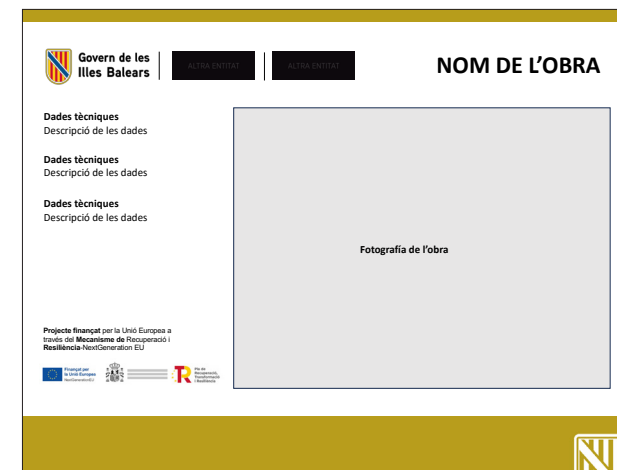 Govern de les
Illes Balears
ALTRA ENTITAT
ALTRA ENTITAT
NOM DE L’OBRA
Dades tècniques
Descripció de les dades
Dades tècniques
Descripció de les dades
Dades tècniques
Descripció de les dades
Fotografía de l’obra
Projecte finançat per la Unió Europea a
través del Mecanisme de Recuperació i
Resiliència-NextGeneration EU
Finançat per
la Unió Europea
NextGenerationEU
Pla de
Recuperació,
Transformació
i Resiliència